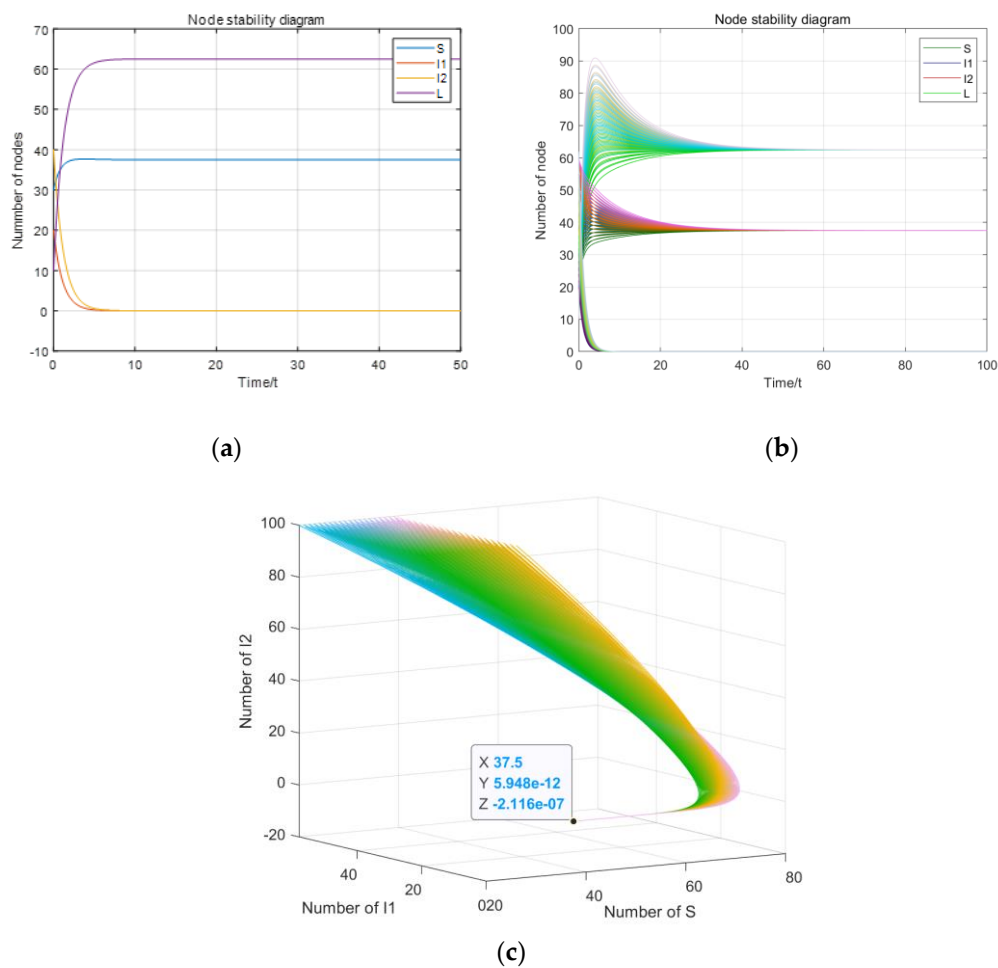 Node stability diagram
70
60
50
40
30
20
10
0
-10
S
I1
I2
L
Nummber of nodes
0 10 20 30 40 50
Time/t
(a)
Node stability diagram
100
90
80
70
60
50
40
30
20
10
0
S
I1
I2
L
Number of node
0 20 40 60 80 100
Time/t
(b)
100
80
60
40
20
0
-20
Number of I2
X 37.5
Y 5.948e-12
Z -2.116e-07
40
20
020
40
60
80
Number of I1
Number of S
(c)